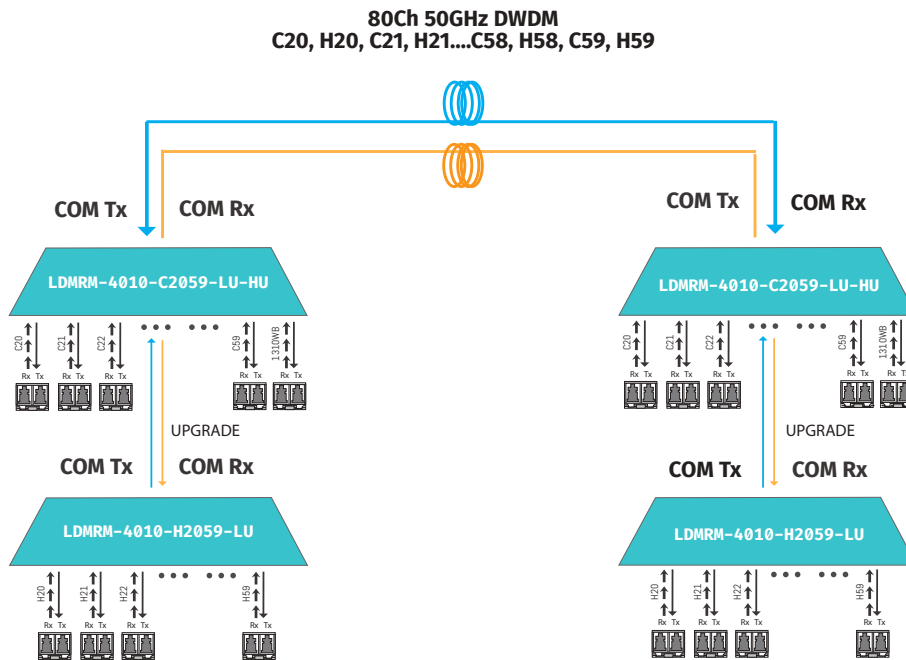 80Ch 50GHz DWDM
C20, H20, C21, H21....C58, H58, C59, H59
COM Tx COM Rx COM Tx COM Rx
LDMRM-4010-C2059-LU-HU LDMRM-4010-C2059-LU-HU
C20 C21 C22 C59 1310WB C20 C21 C22 C59 1310WB
Rx Tx Rx Tx Rx Tx Rx Tx Rx Tx Rx Tx Rx Tx Rx Tx Rx Tx Rx Tx
UPGRADE UPGRADE
COM Tx COM Rx COM Tx COM Rx
LDMRM-4010-H2059-LU LDMRM-4010-H2059-LU
H20 H21 H22 H59 H20 H21 H22 H59
Rx Tx Rx Tx Rx Tx Rx Tx Rx Tx Rx Tx Rx Tx Rx Tx